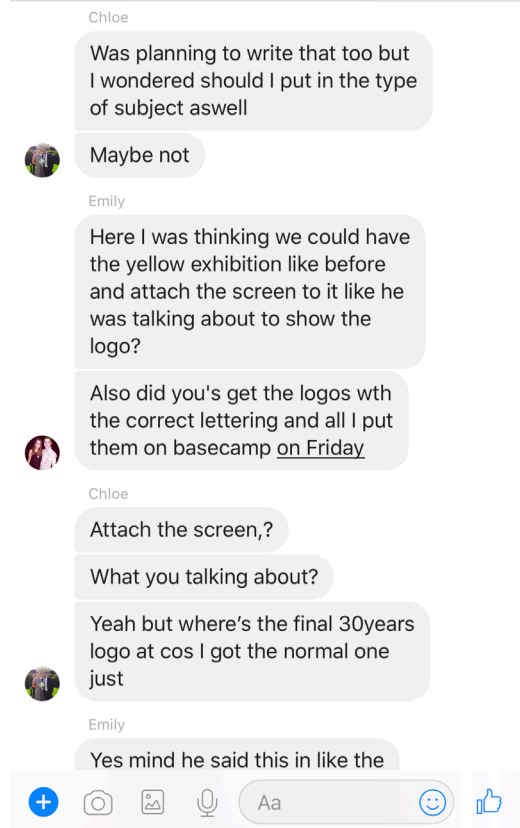 Chloe
Was planning to write that too but
I wondered should I put in the type
of subject aswell
Maybe not
Emily
Here I was thinking we could have
the yellow exhibition like before
and attach the screen to it like he
was talking about to show the
logo?
Also did you's get the logos wth
the correct lettering and all I put
them on basecamp on Friday
Chloe
Attach the screen,?
What you talking about?
Yeah but where’s the final 30years
logo at cos I got the normal one
just
Emily
Yes mind he said this in like the
Aa